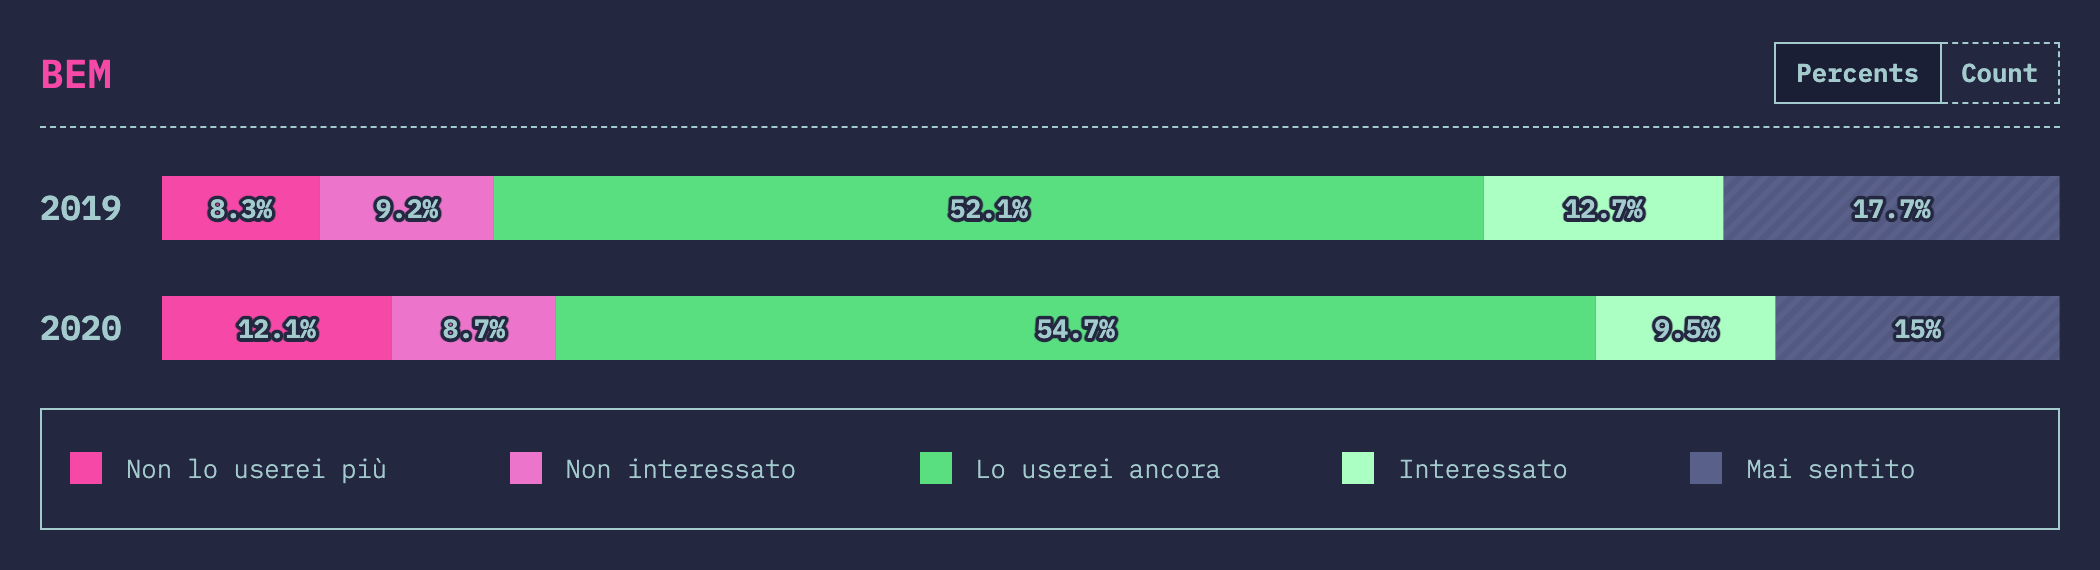 BEM
Percents Count
2019 8.3% 9.2% 52.1% 12.7% 17.7%
2020 12.1% 8.7% 54.7% 9.5% 15%
Non lo userei più Non interessato Lo userei ancora Interessato Mai sentito